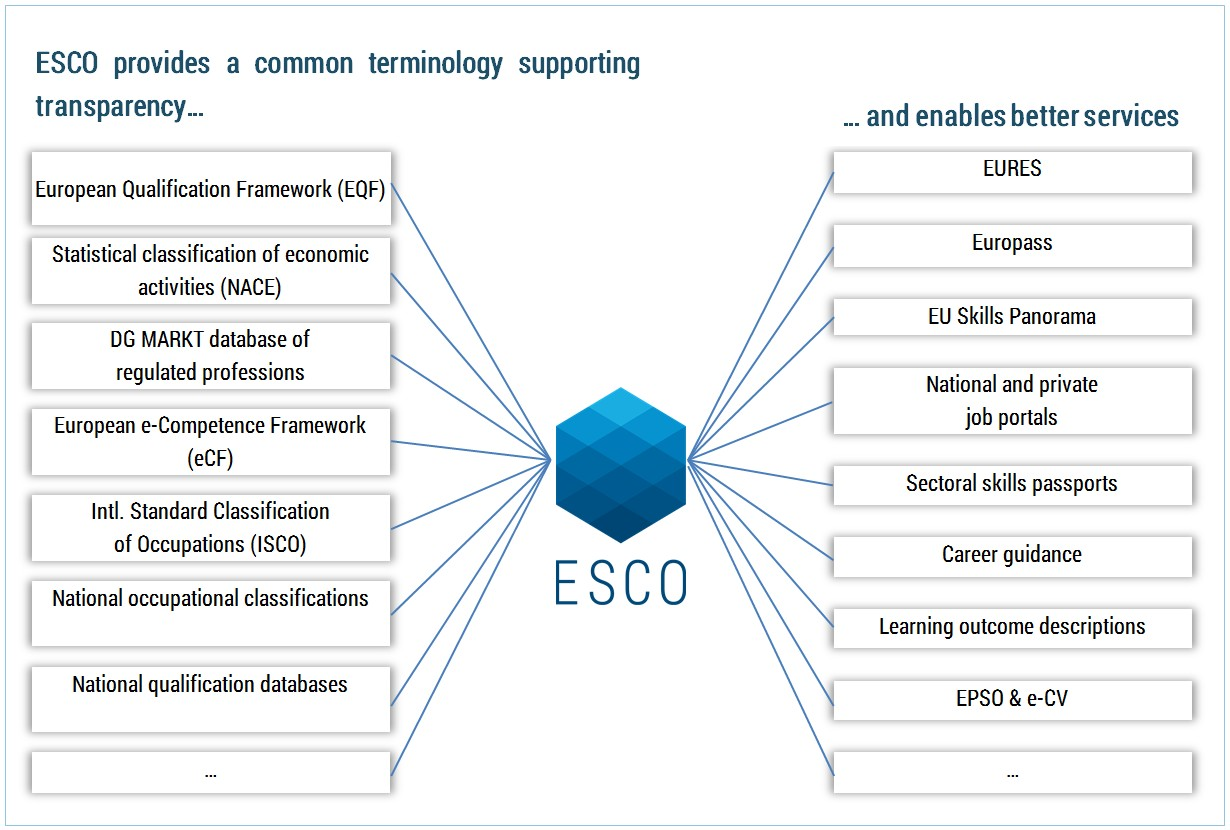 ESCO provides a common terminology supporting
transparency...
... and enables better services
European Qualification Framework (EQF)
Statistical classification of economic
activities (NACE)
DG MARKT database of
regulated professions
European e-Competence Framework
(eCF)
Intl. Standard Classification
of Occupations (ISCO)
National occupational classifications
National qualification databases
...
ESCO
EURES
Europass
EU Skills Panorama
National and private
job portals
Sectoral skills passports
Career guidance
Learning outcome descriptions
EPSO & e-CV
...